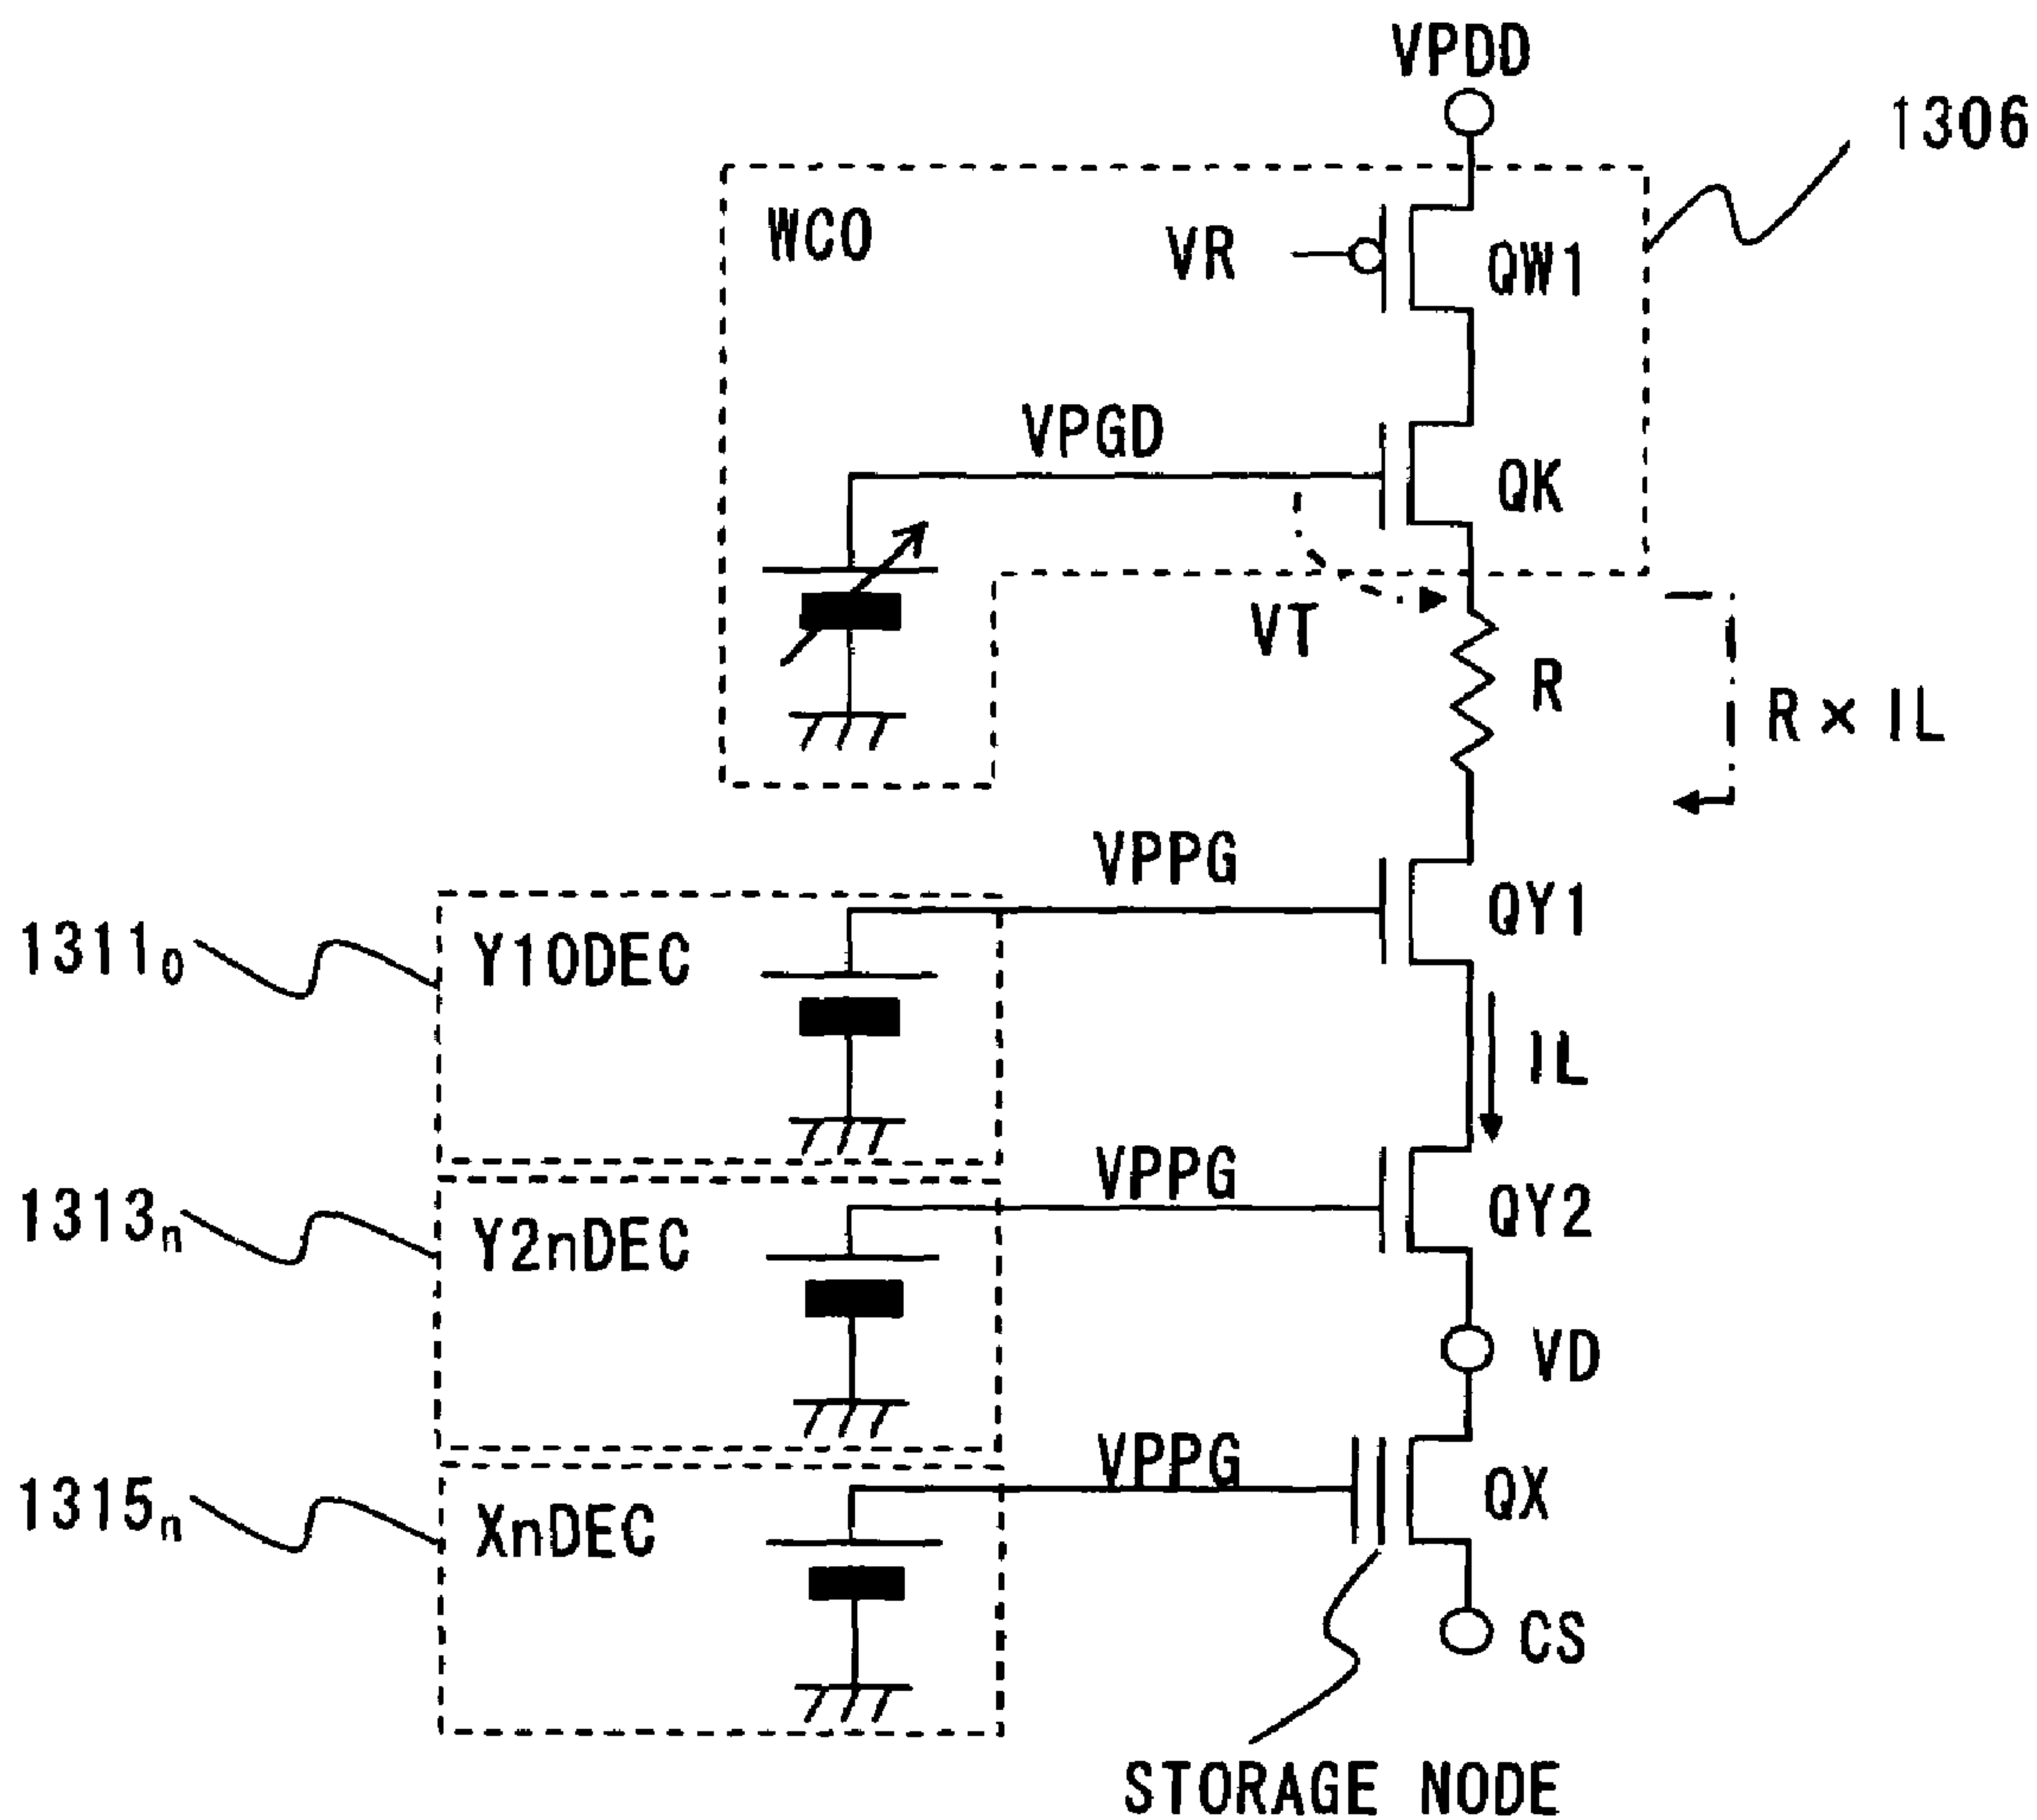 VPDD
1306
WCO
VR
QW1
VPGD
QK
VT
R
R × IL
VPPG
1311₀
Y10DEC
QY1
IL
VPPG
1313ₙ
Y2nDEC
QY2
VD
VPPG
1315ₙ
XnDEC
QX
CS
STORAGE NODE